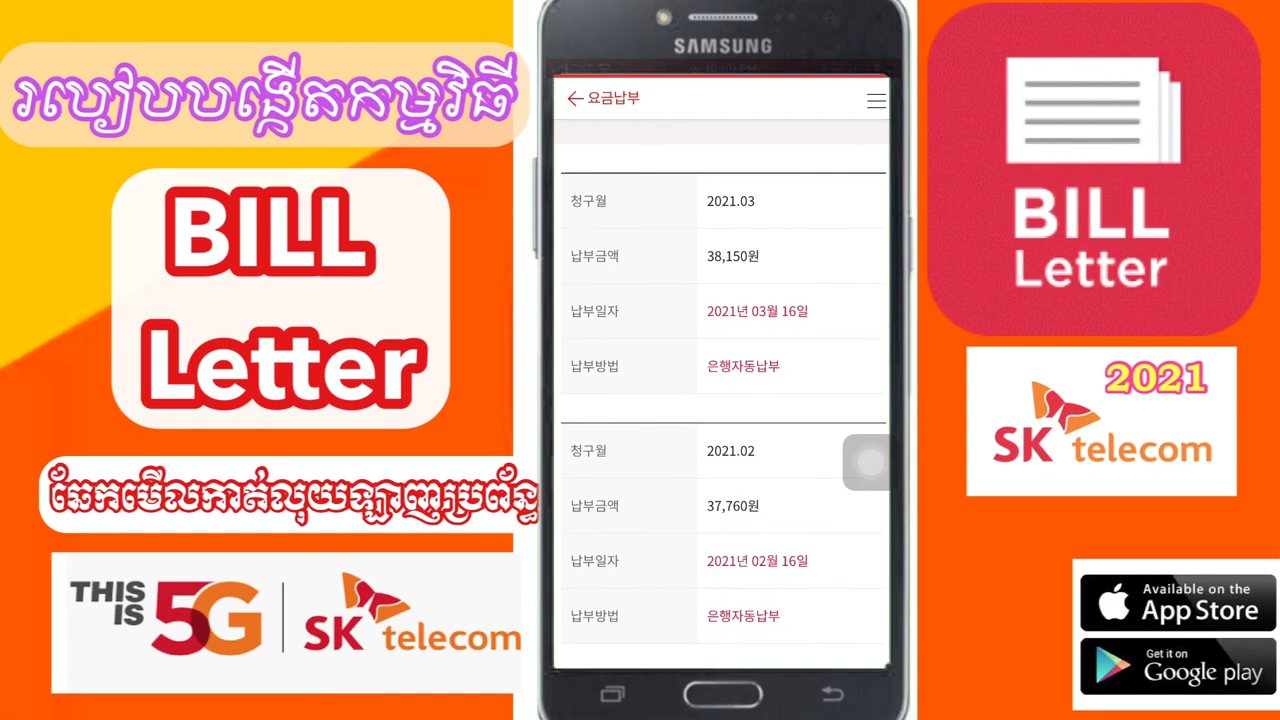 របៀបបង្កើតកម្មវិធី
BILL
Letter
ឆែកមើលកាត់លុយឡាញប្រព័ន្ធ
THIS
IS 5G
SK telecom
SAMSUNG
요금납부
청구월 2021.03
납부금액 38,150원
납부일자 2021년 03월 16일
납부방법 은행자동납부
청구월 2021.02
납부금액 37,760원
납부일자 2021년 02월 16일
납부방법 은행자동납부
BILL
Letter
2021
SK telecom
Available on the
App Store
Get it on
Google play